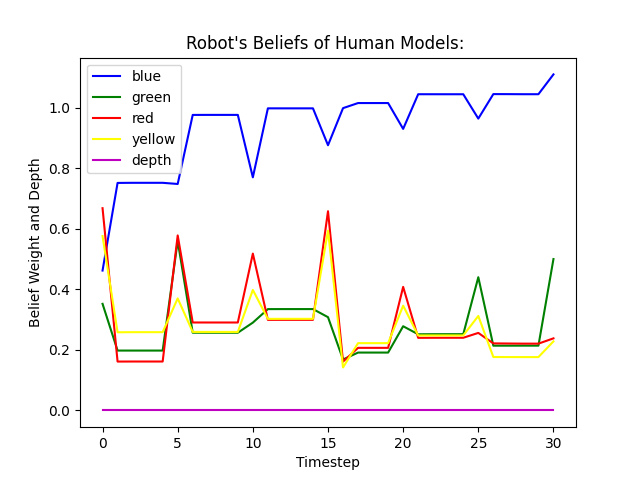 Robot's Beliefs of Human Models:
blue
green
red
yellow
depth
Belief Weight and Depth
1.0
0.8
0.6
0.4
0.2
0.0
0 5 10 15 20 25 30
Timestep